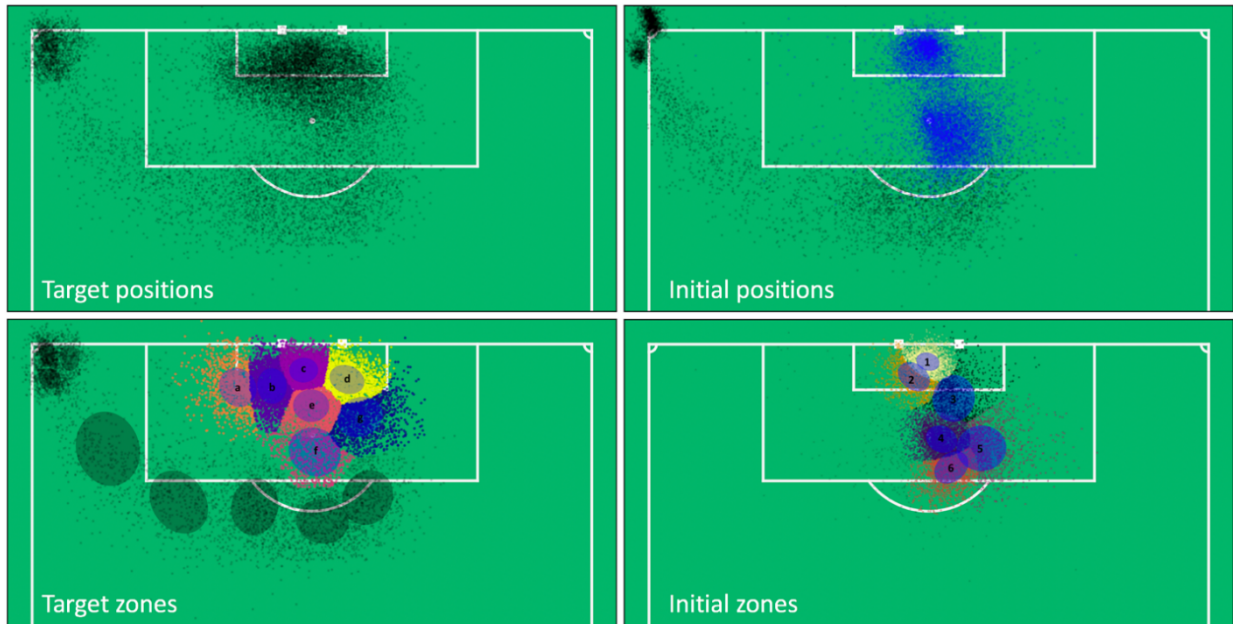 Target positions
Initial positions
a
b
c
d
e
f
Target zones
1
2
3
4
5
6
Initial zones